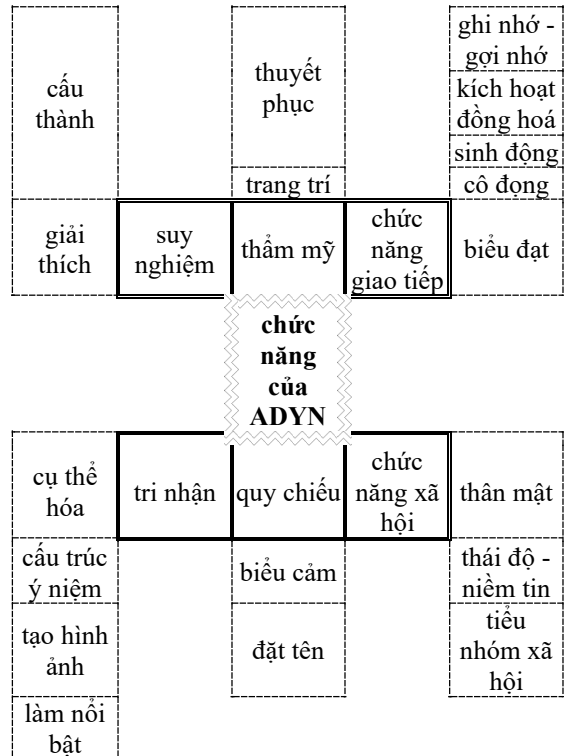 cấu
thành
thuyết
phục
trang trí
ghi nhớ -
gợi nhớ
kích hoạt
đồng hoá
sinh động
cô đọng
giải
thích
suy
nghiệm
thẩm mỹ
chức
năng
giao tiếp
biểu đạt
chức
năng
của
ADYN
cụ thể
hóa
tri nhận
quy chiếu
chức
năng xã
hội
thân mật
cấu trúc
ý niệm
biểu cảm
thái độ -
niềm tin
tạo hình
ảnh
đặt tên
tiểu
nhóm xã
hội
làm nổi
bật